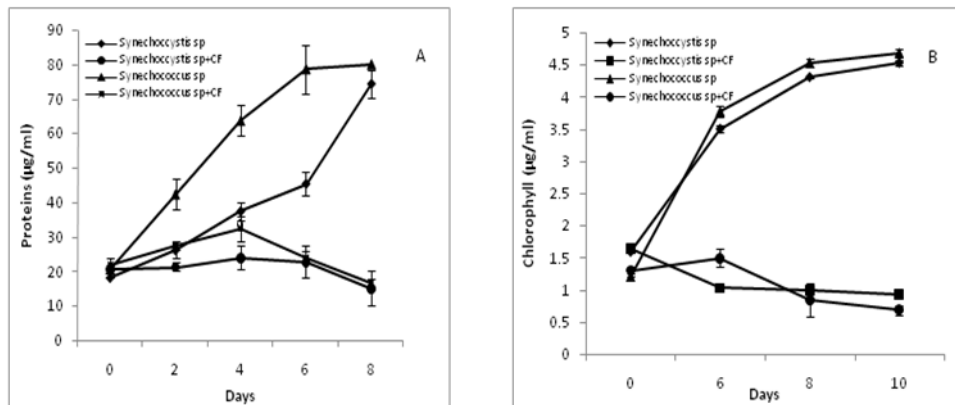 A
Synechoccystis sp
Synechoccystis sp+CF
Synechococcus sp
Synechococcus sp+CF
Proteins (µg/ml)
90
80
70
60
50
40
30
20
10
0
0 2 4 6 8
Days
B
Synechoccystis sp
Synechoccystis sp+CF
Synechococcus sp
Synechococcus sp+CF
Chlorophyll (µg/ml)
5
4.5
4
3.5
3
2.5
2
1.5
1
0.5
0
0 6 8 10
Days